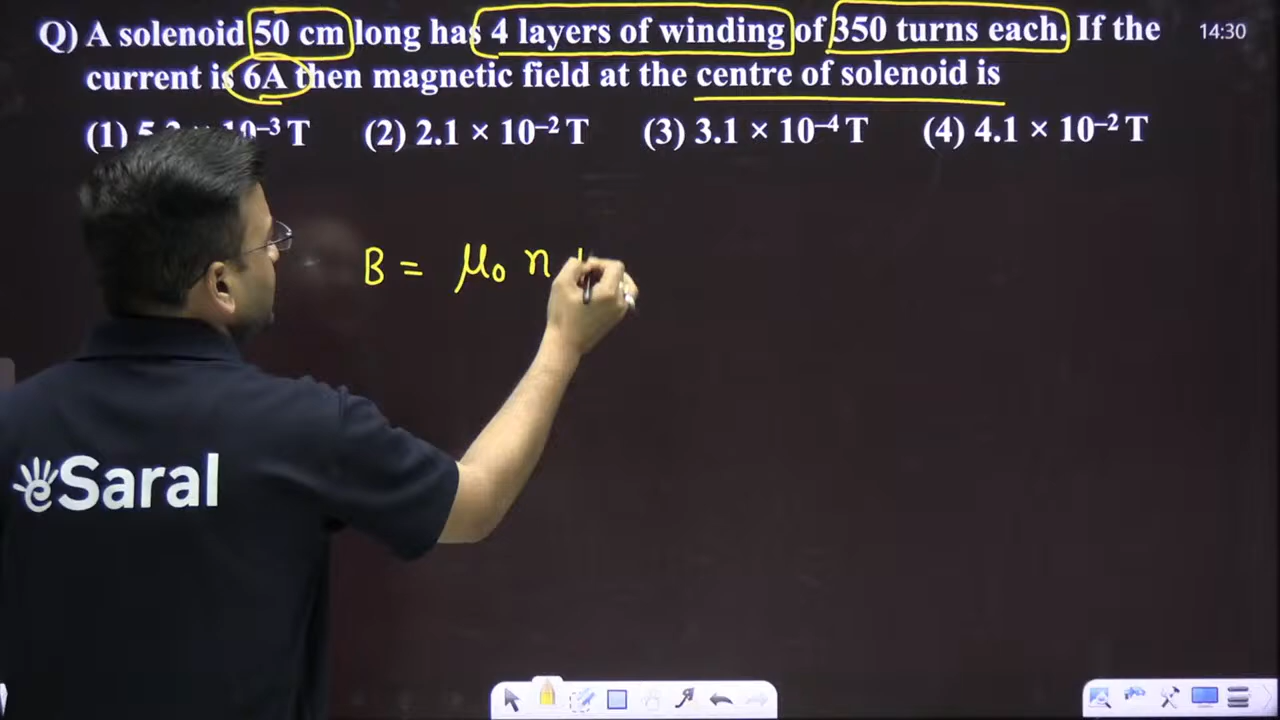 Q) A solenoid 50 cm long has 4 layers of winding of 350 turns each. If the
14:30
current is 6A then magnetic field at the centre of solenoid is
(1) 10⁻³ T (2) 2.1 × 10⁻² T (3) 3.1 × 10⁻⁴ T (4) 4.1 × 10⁻² T
B = μ₀ n
eSaral